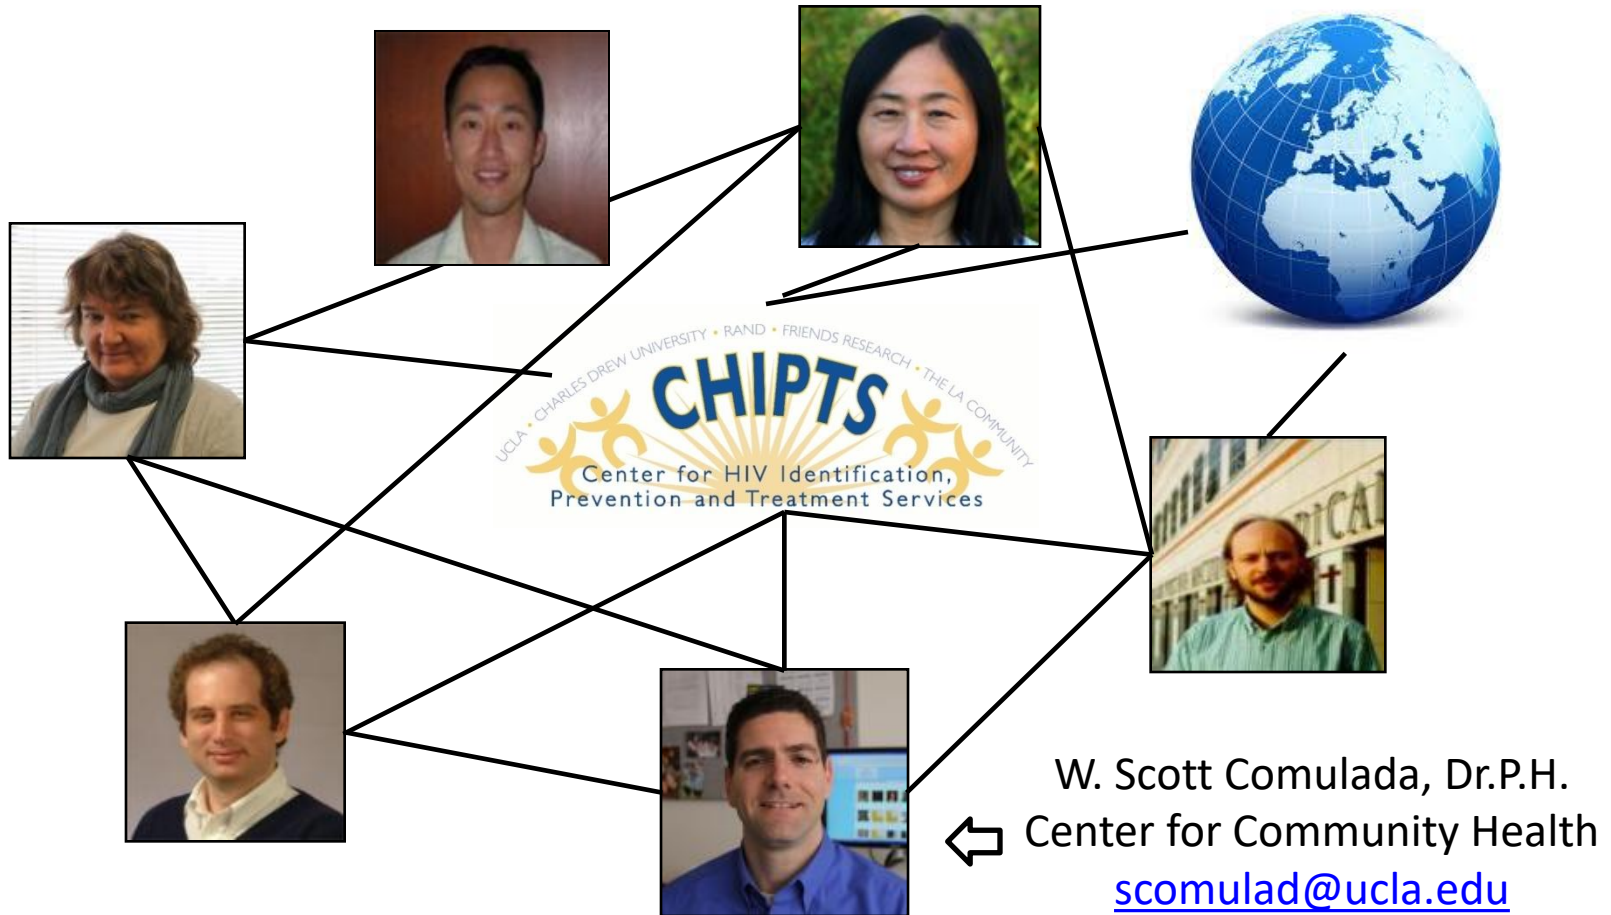 UCLA • CHARLES DREW UNIVERSITY • RAND • FRIENDS RESEARCH • THE LA COMMUNITY
CHIPTS
Center for HIV Identification,
Prevention and Treatment Services
W. Scott Comulada, Dr.P.H.
Center for Community Health
scomulad@ucla.edu